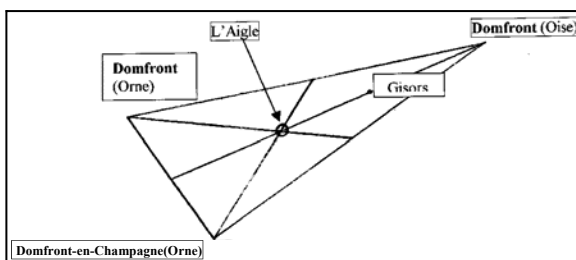 L'Aigle
Domfront (Oise)
Domfront
(Orne)
Gisors
Domfront-en-Champagne(Orne)